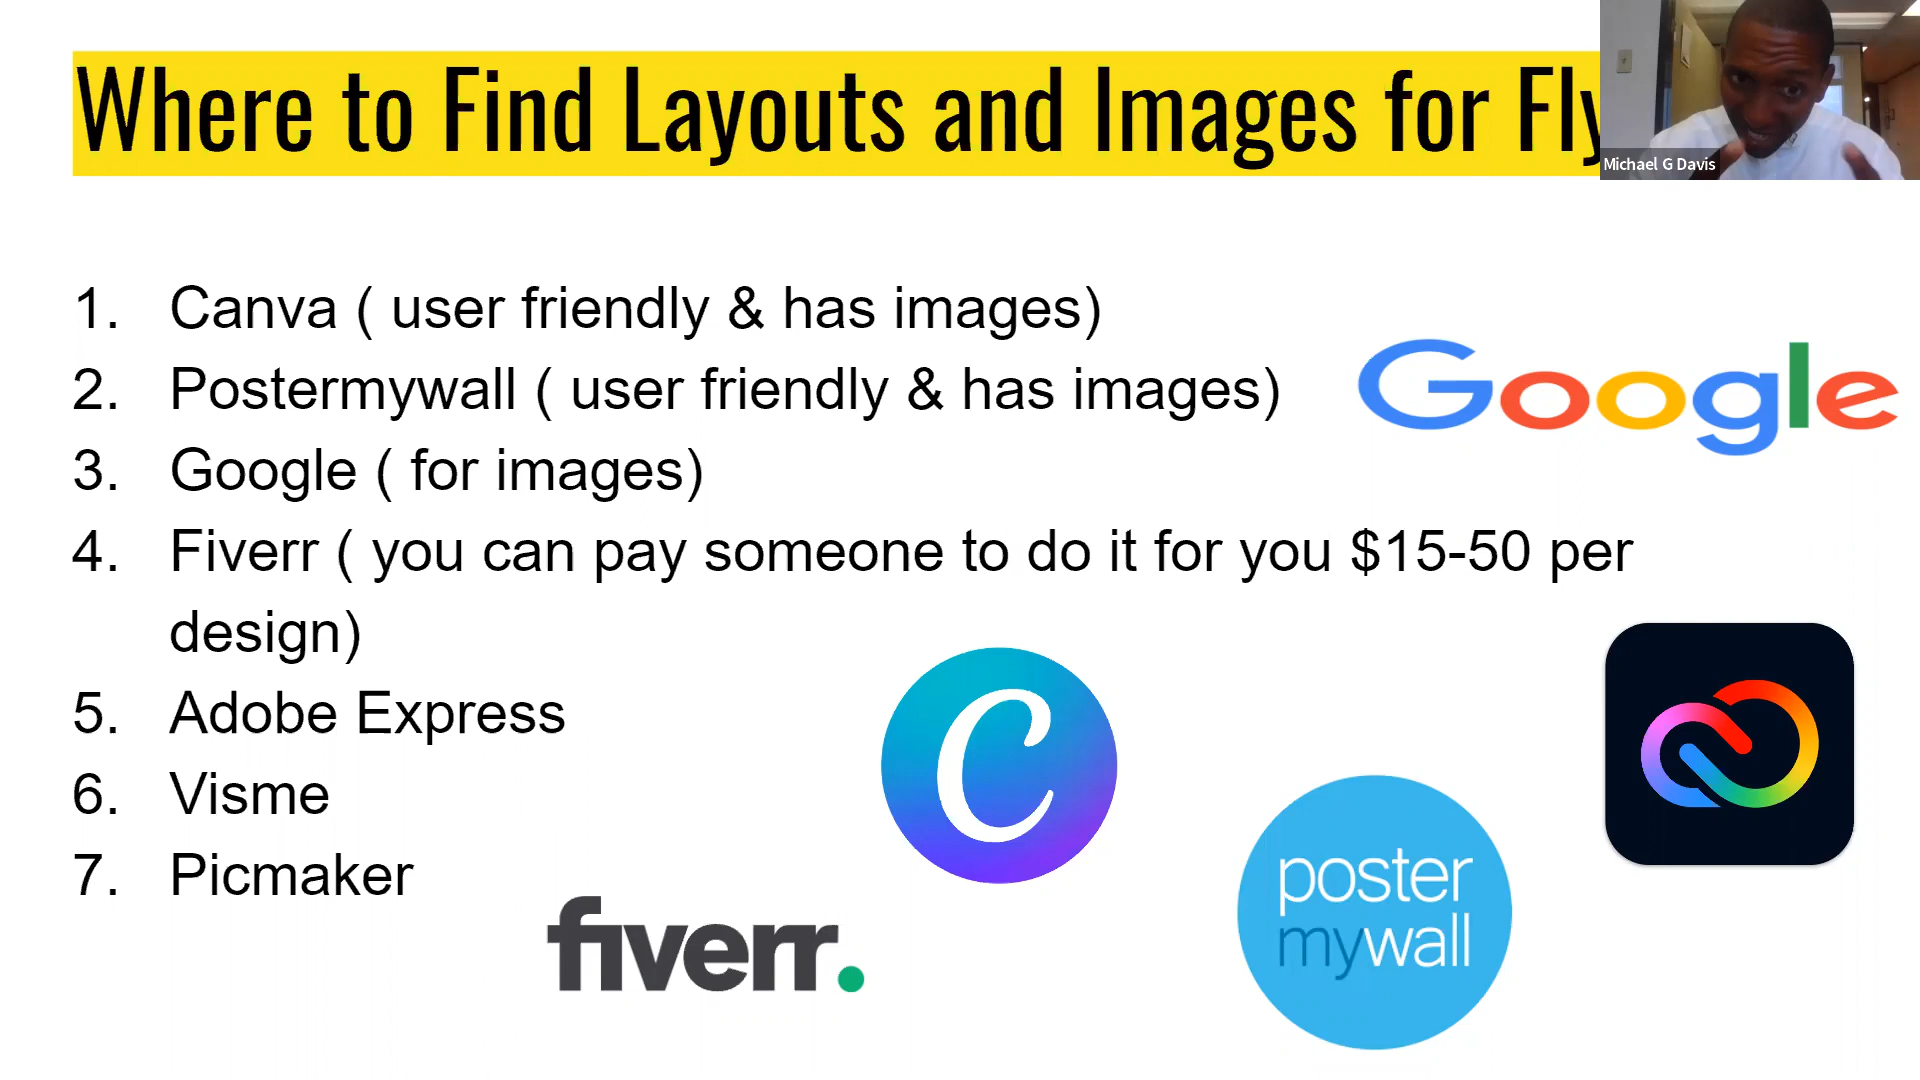 Where to Find Layouts and Images for Fly
Michael G Davis
1. Canva ( user friendly & has images)
2. Postermywall ( user friendly & has images)
3. Google ( for images)
4. Fiverr ( you can pay someone to do it for you $15-50 per
design)
5. Adobe Express
6. Visme
7. Picmaker
Google
C
poster
mywall
fiverr.